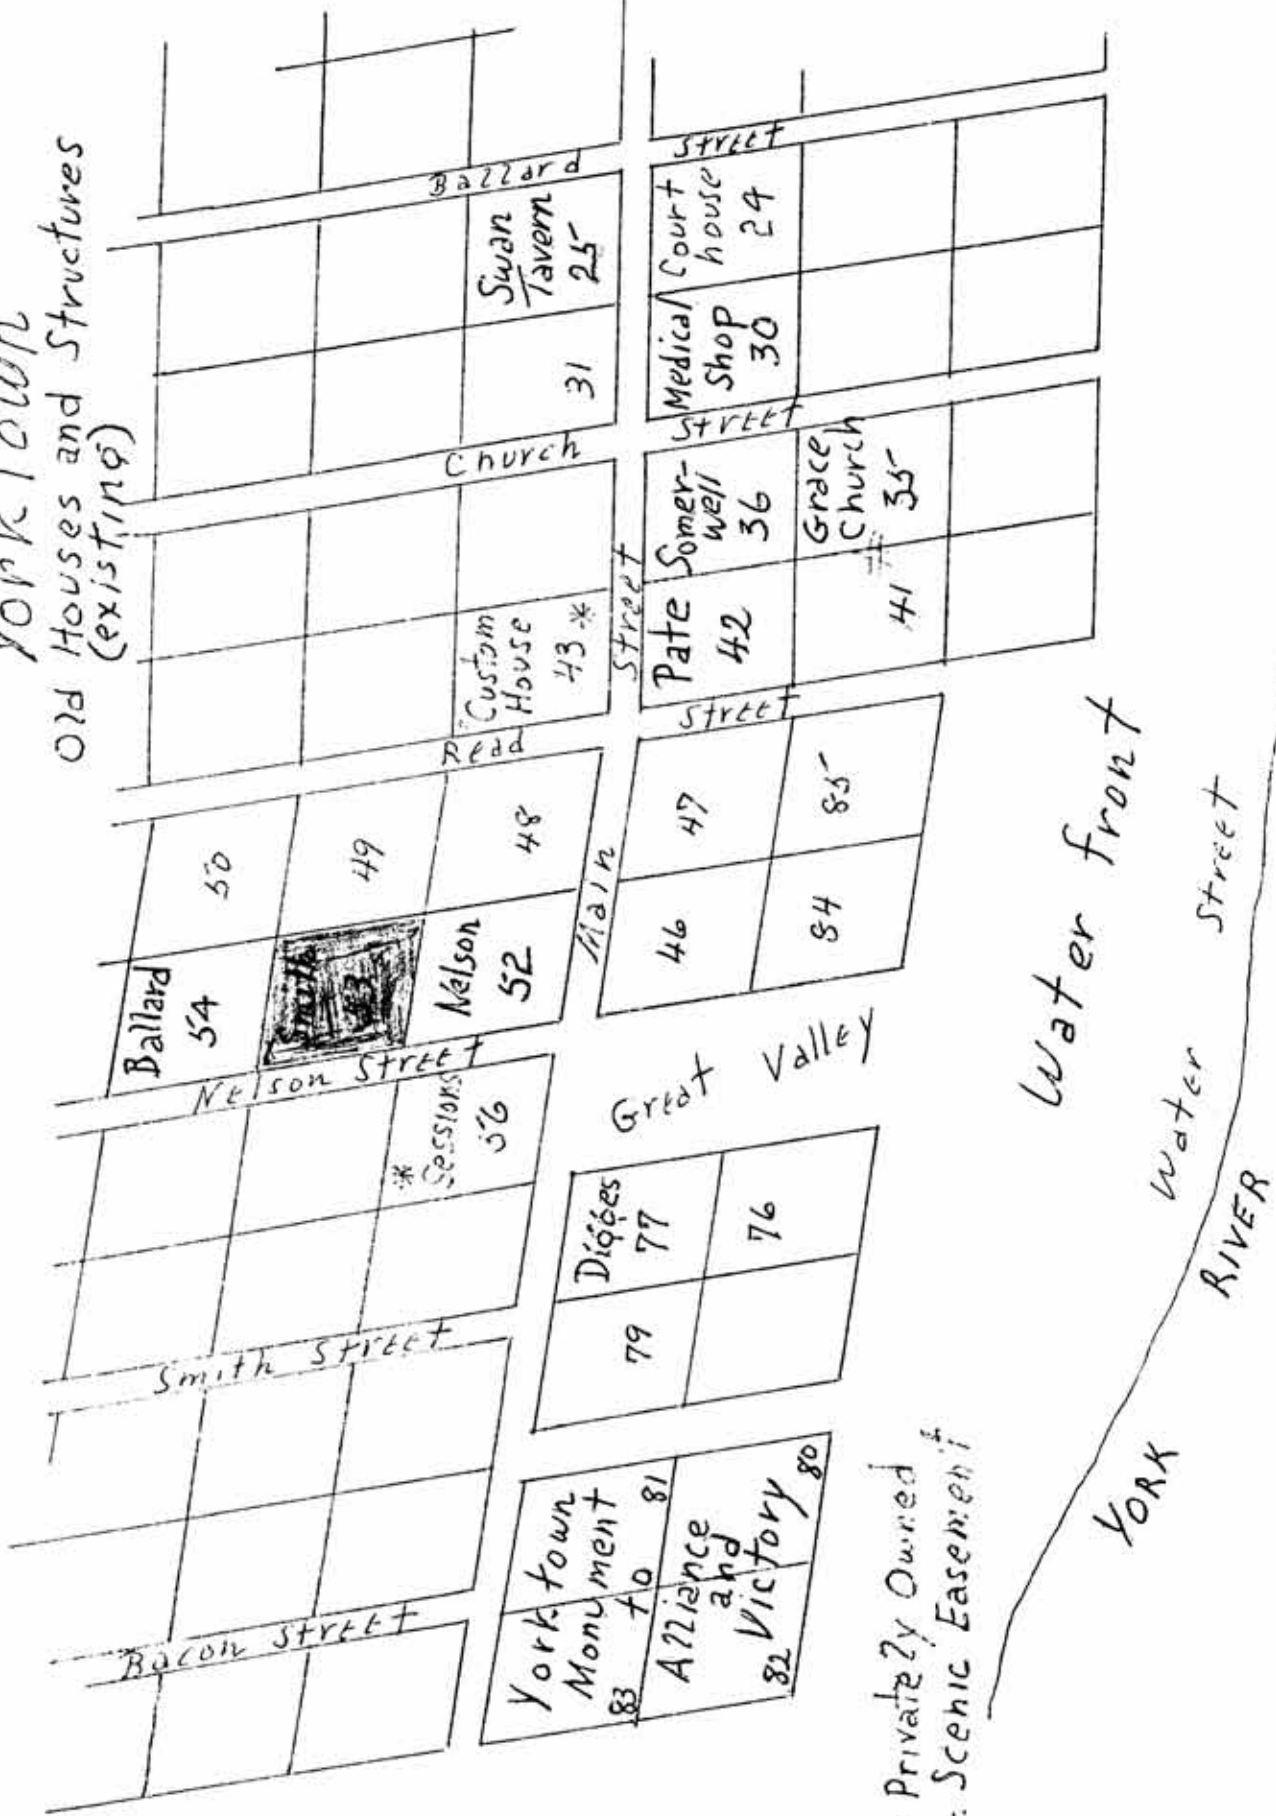 Yorktown
Old Houses and Structures
(existing)
Ballard
Street
Swan
Tavern
25
Court
house
24
31
Medical
Shop
30
Church
Street
Custom
House
43 *
Somer-
well
36
Grace
Church
35
Pate
42
41
Read
Street
Main
Street
50
49
48
47
85
Ballard
54
Smith
53
Nelson
52
46
84
Nelson Street
* Sessions
56
Great Valley
Digges
77
76
79
Smith Street
Yorktown
Monument
83 to 81
Alliance
and
82 Victory 80
Bacon Street
Water front
Water Street
YORK RIVER
Privately Owned
Scenic Easement